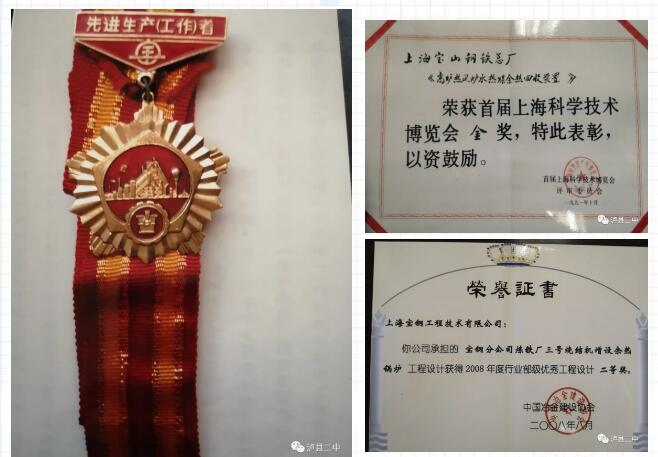 先进生产(工作)者
泸县二中
上海宝山钢铁总厂
《高炉热风炉水热媒余热回收装置》
荣获首届上海科学技术
博览会 金奖，特此表彰，
以资鼓励。
首届上海科学技术博览会
评审委员会
一九九一年十月
泸县二中
荣誉証書
上海宝钢工程技术有限公司：
你公司承担的 宝钢分公司炼铁厂三号烧结机增设余热
锅炉 工程设计获得2008年度行业部级优秀工程设计 二等奖。
中国冶金建设协会
二〇〇八年八月
泸县二中